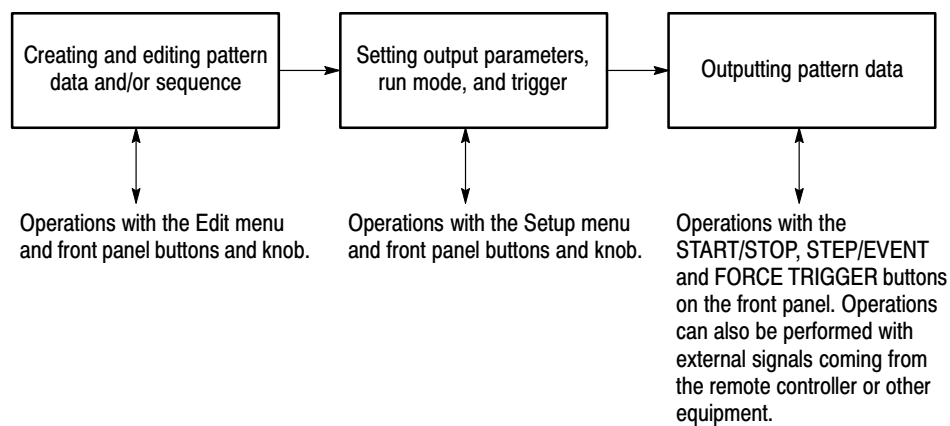 Creating and editing pattern
data and/or sequence
Setting output parameters,
run mode, and trigger
Outputting pattern data
Operations with the Edit menu
and front panel buttons and knob.
Operations with the Setup menu
and front panel buttons and knob.
Operations with the
START/STOP, STEP/EVENT
and FORCE TRIGGER buttons
on the front panel. Operations
can also be performed with
external signals coming from
the remote controller or other
equipment.